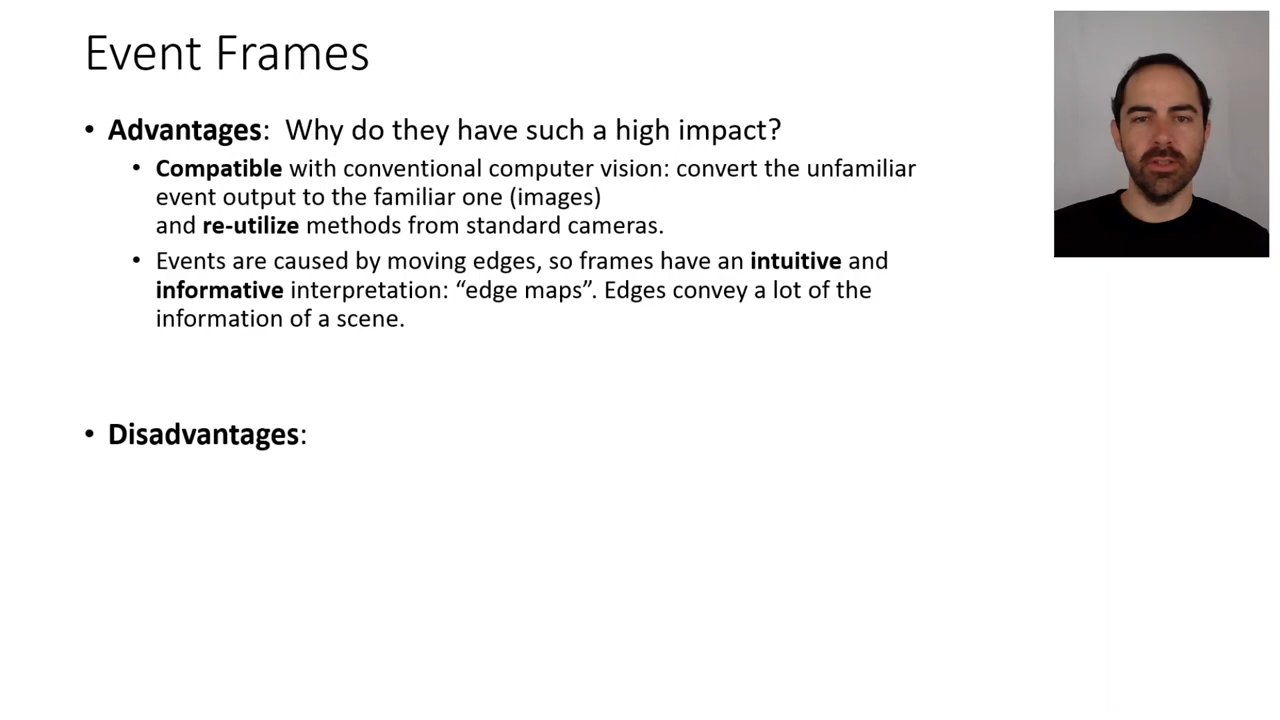 Event Frames
• Advantages: Why do they have such a high impact?
• Compatible with conventional computer vision: convert the unfamiliar
event output to the familiar one (images)
and re-utilize methods from standard cameras.
• Events are caused by moving edges, so frames have an intuitive and
informative interpretation: “edge maps”. Edges convey a lot of the
information of a scene.
• Disadvantages: